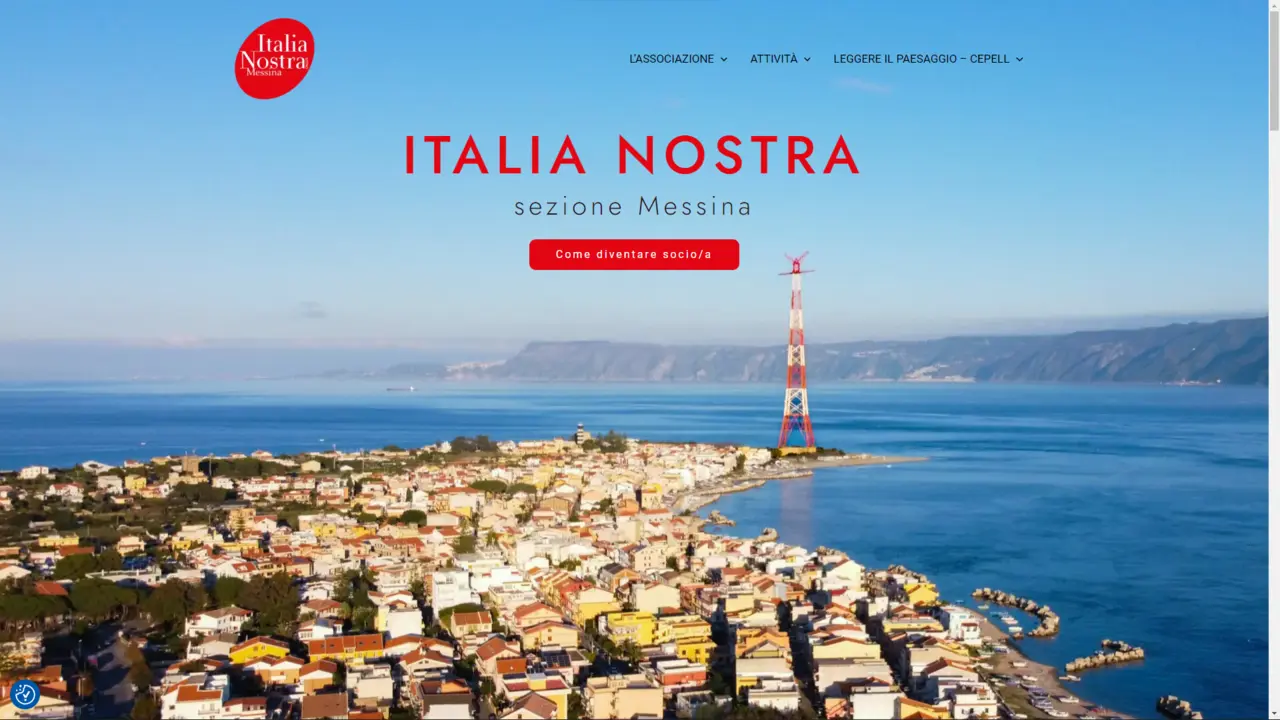 Italia
Nostra
Messina
L'ASSOCIAZIONE
ATTIVITÀ
LEGGERE IL PAESAGGIO – CEPELL
ITALIA NOSTRA
sezione Messina
Come diventare socio/a